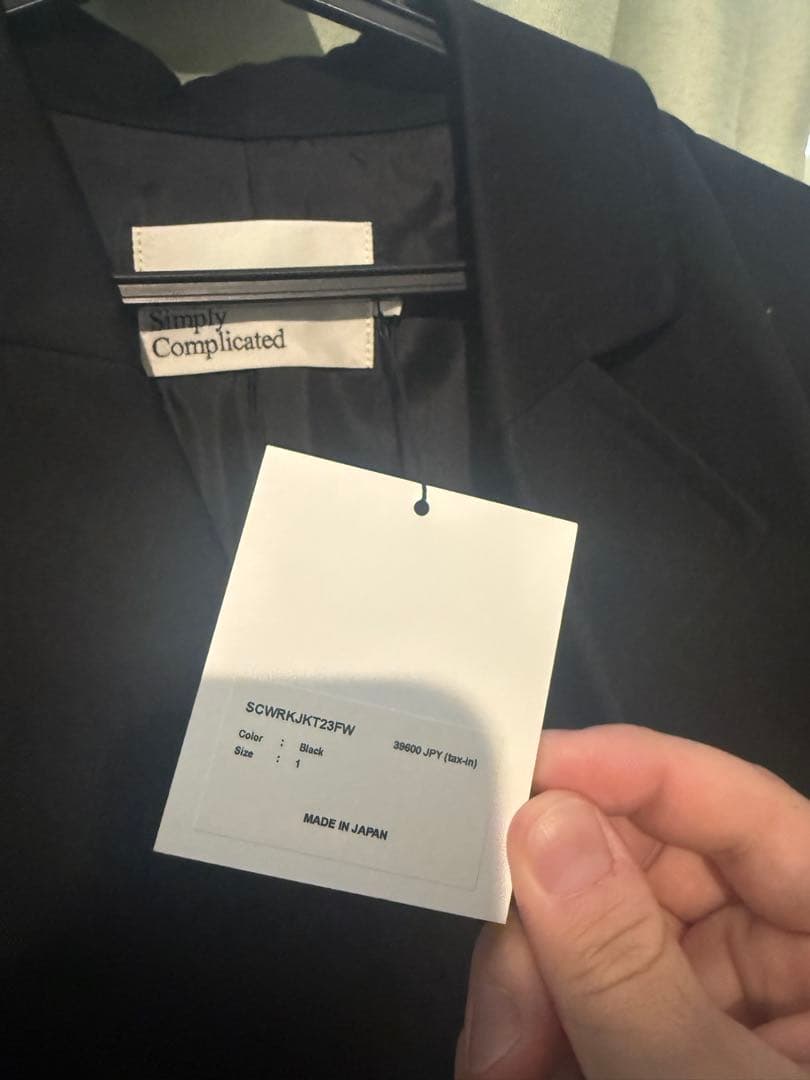 Simply
Complicated
SCWRKJKT23FW
Color : Black 39600 JPY (tax-in)
Size : 1
MADE IN JAPAN